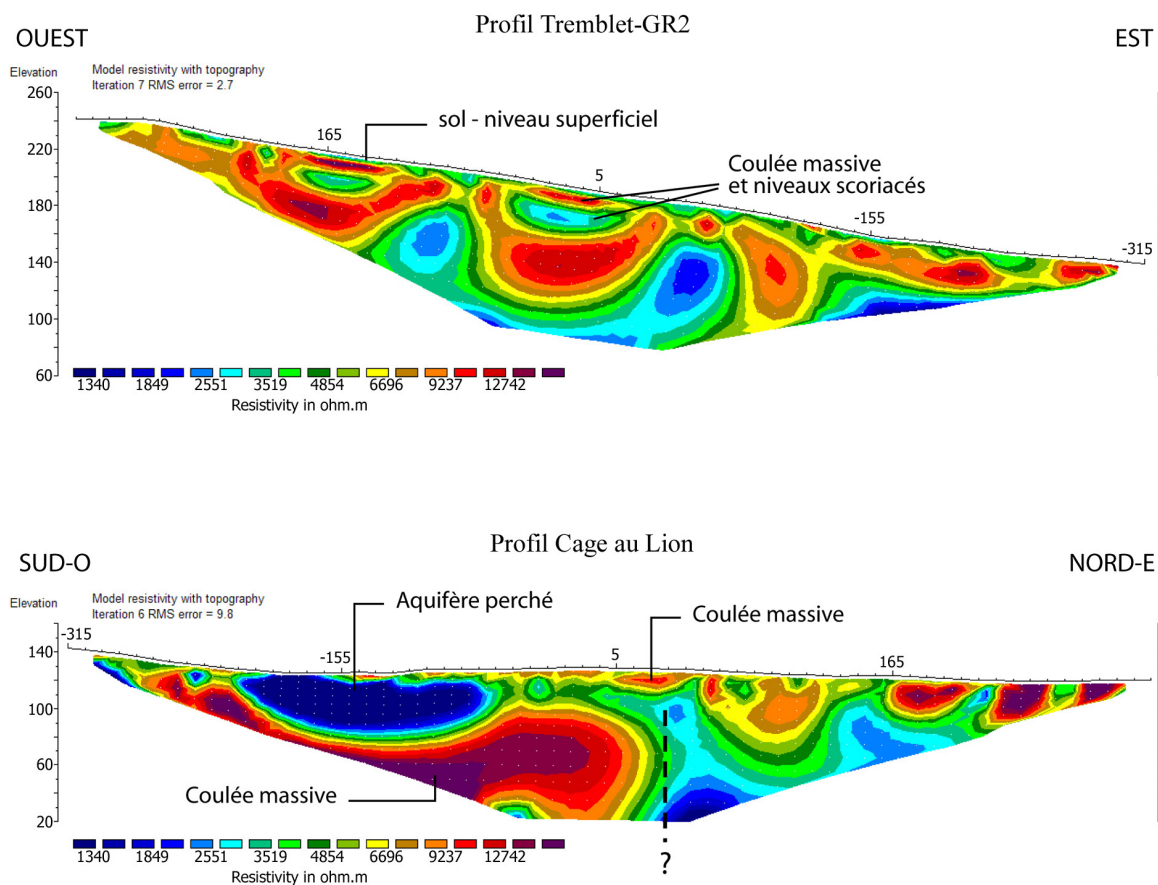 Profil Tremblet-GR2
OUEST
EST
Elevation
Model resistivity with topography
Iteration 7 RMS error = 2.7
260
220
180
140
100
60
165
5
-155
-315
sol - niveau superficiel
Coulée massive
et niveaux scoriacés
1340 1849 2551 3519 4854 6696 9237 12742
Resistivity in ohm.m
Profil Cage au Lion
SUD-O
NORD-E
Elevation
Model resistivity with topography
Iteration 6 RMS error = 9.8
140
100
60
20
-315
-155
5
165
Aquifère perché
Coulée massive
Coulée massive
?
1340 1849 2551 3519 4854 6696 9237 12742
Resistivity in ohm.m